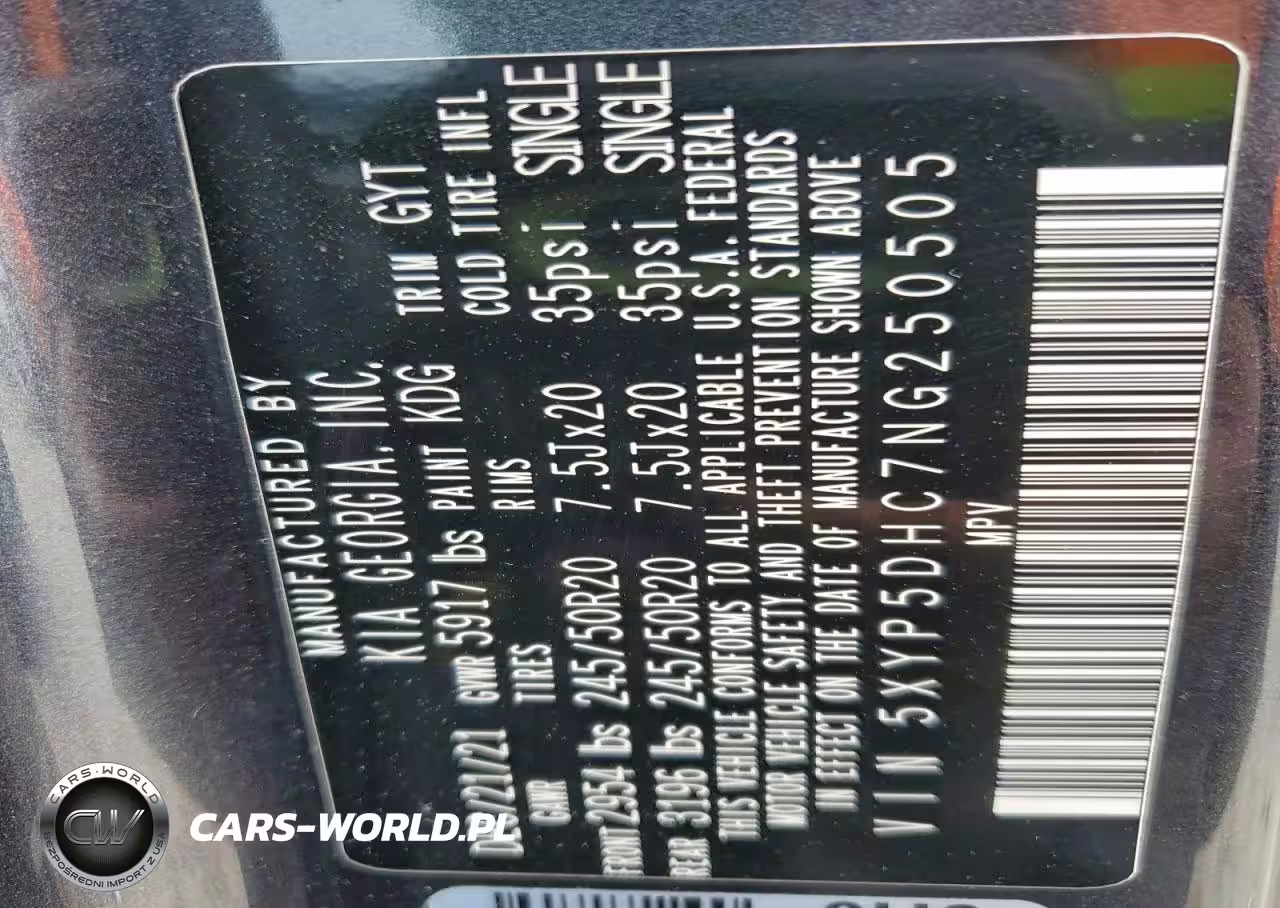 MANUFACTURED BY
KIA GEORGIA, INC.
GVWR 5917 lbs PAINT KDG TRIM GYT
GAWR TIRES RIMS COLD TIRE INFL
FRONT 2954 lbs 245/50R20 7.5Jx20 35psi SINGLE
REAR 3196 lbs 245/50R20 7.5Jx20 35psi SINGLE
THIS VEHICLE CONFORMS TO ALL APPLICABLE U.S.A. FEDERAL
MOTOR VEHICLE SAFETY AND THEFT PREVENTION STANDARDS
IN EFFECT ON THE DATE OF MANUFACTURE SHOWN ABOVE
VIN 5XYP5DHC7NG250505
MPV
CARS-WORLD
CW
BEZPOŚREDNI IMPORT Z USA
CARS-WORLD.PL